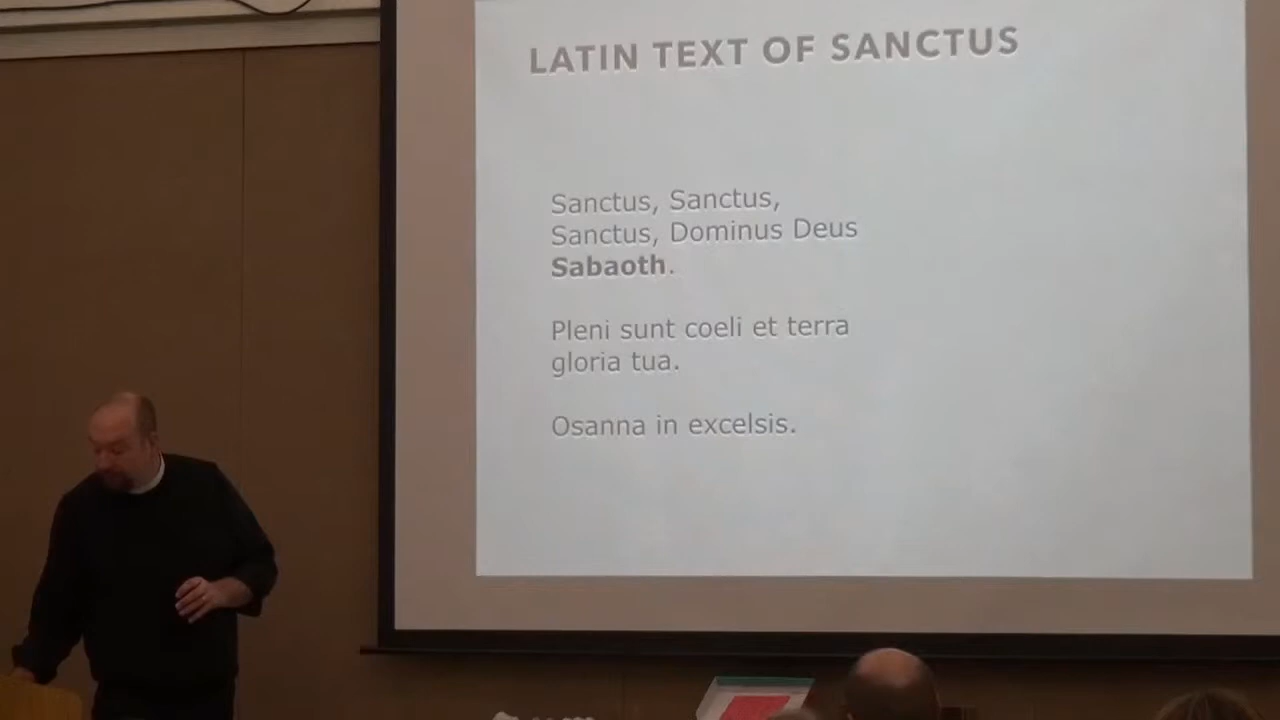 LATIN TEXT OF SANCTUS
Sanctus, Sanctus,
Sanctus, Dominus Deus
Sabaoth.
Pleni sunt coeli et terra
gloria tua.
Osanna in excelsis.